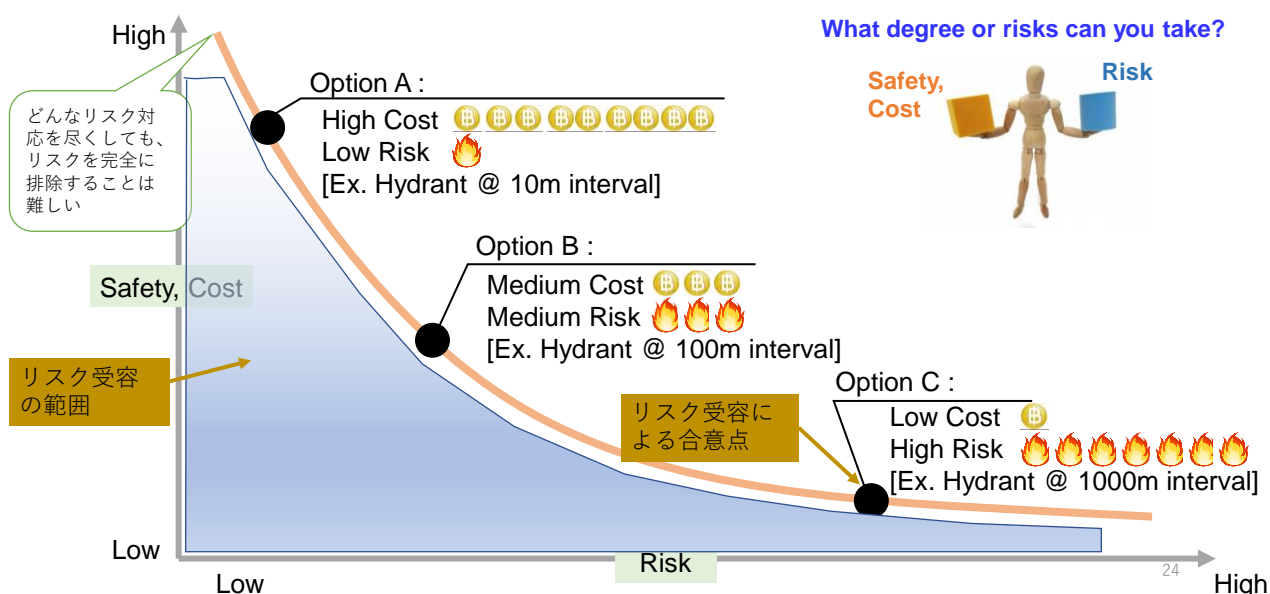 What degree or risks can you take?
High
Safety,
Cost
Risk
どんなリスク対
応を尽くしても、
リスクを完全に
排除することは
難しい
Option A :
High Cost
Low Risk
[Ex. Hydrant @ 10m interval]
Option B :
Medium Cost
Medium Risk
[Ex. Hydrant @ 100m interval]
Safety, Cost
リスク受容
の範囲
リスク受容に
よる合意点
Option C :
Low Cost
High Risk
[Ex. Hydrant @ 1000m interval]
Low
Low
Risk
24
High